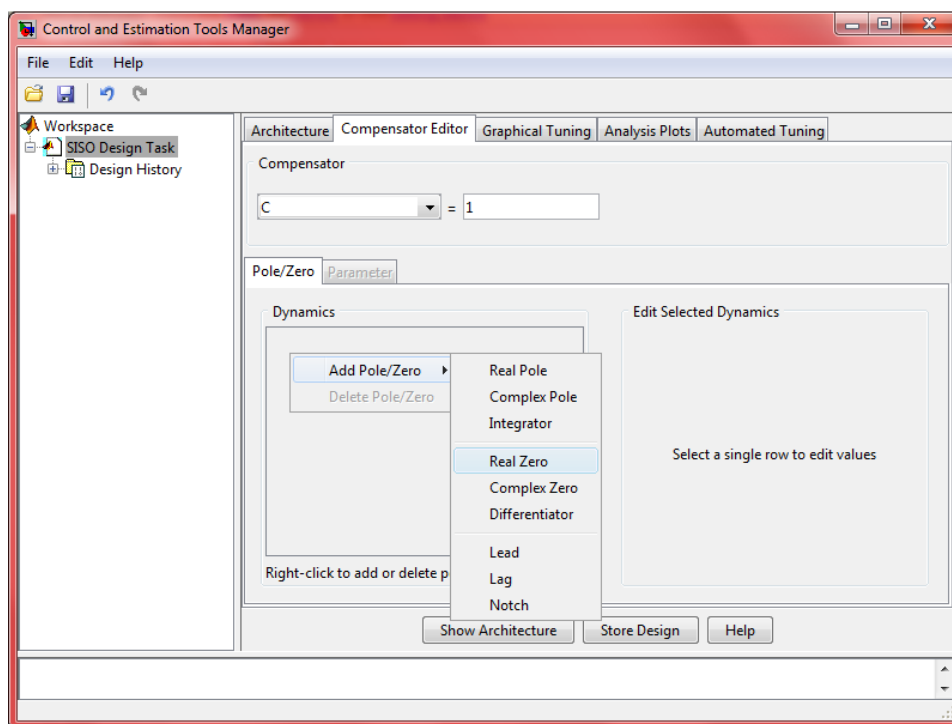 Control and Estimation Tools Manager
File Edit Help
Workspace
SISO Design Task
Design History
Architecture Compensator Editor Graphical Tuning Analysis Plots Automated Tuning
Compensator
C = 1
Pole/Zero Parameter
Dynamics
Edit Selected Dynamics
Add Pole/Zero
Delete Pole/Zero
Real Pole
Complex Pole
Integrator
Real Zero
Complex Zero
Differentiator
Lead
Lag
Notch
Select a single row to edit values
Right-click to add or delete p
Show Architecture Store Design Help